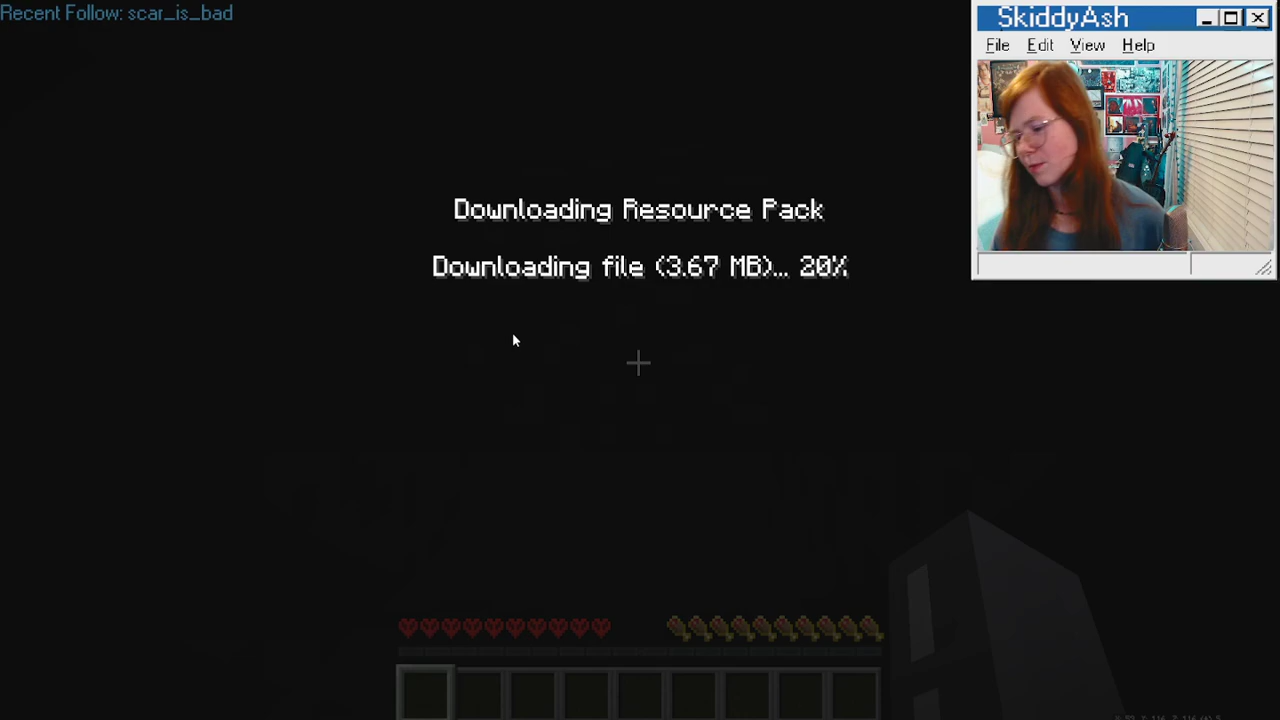 Recent Follow: scar_is_bad
SkiddyAsh
File Edit View Help
Downloading Resource Pack
Downloading file (3.67 MB)... 20%